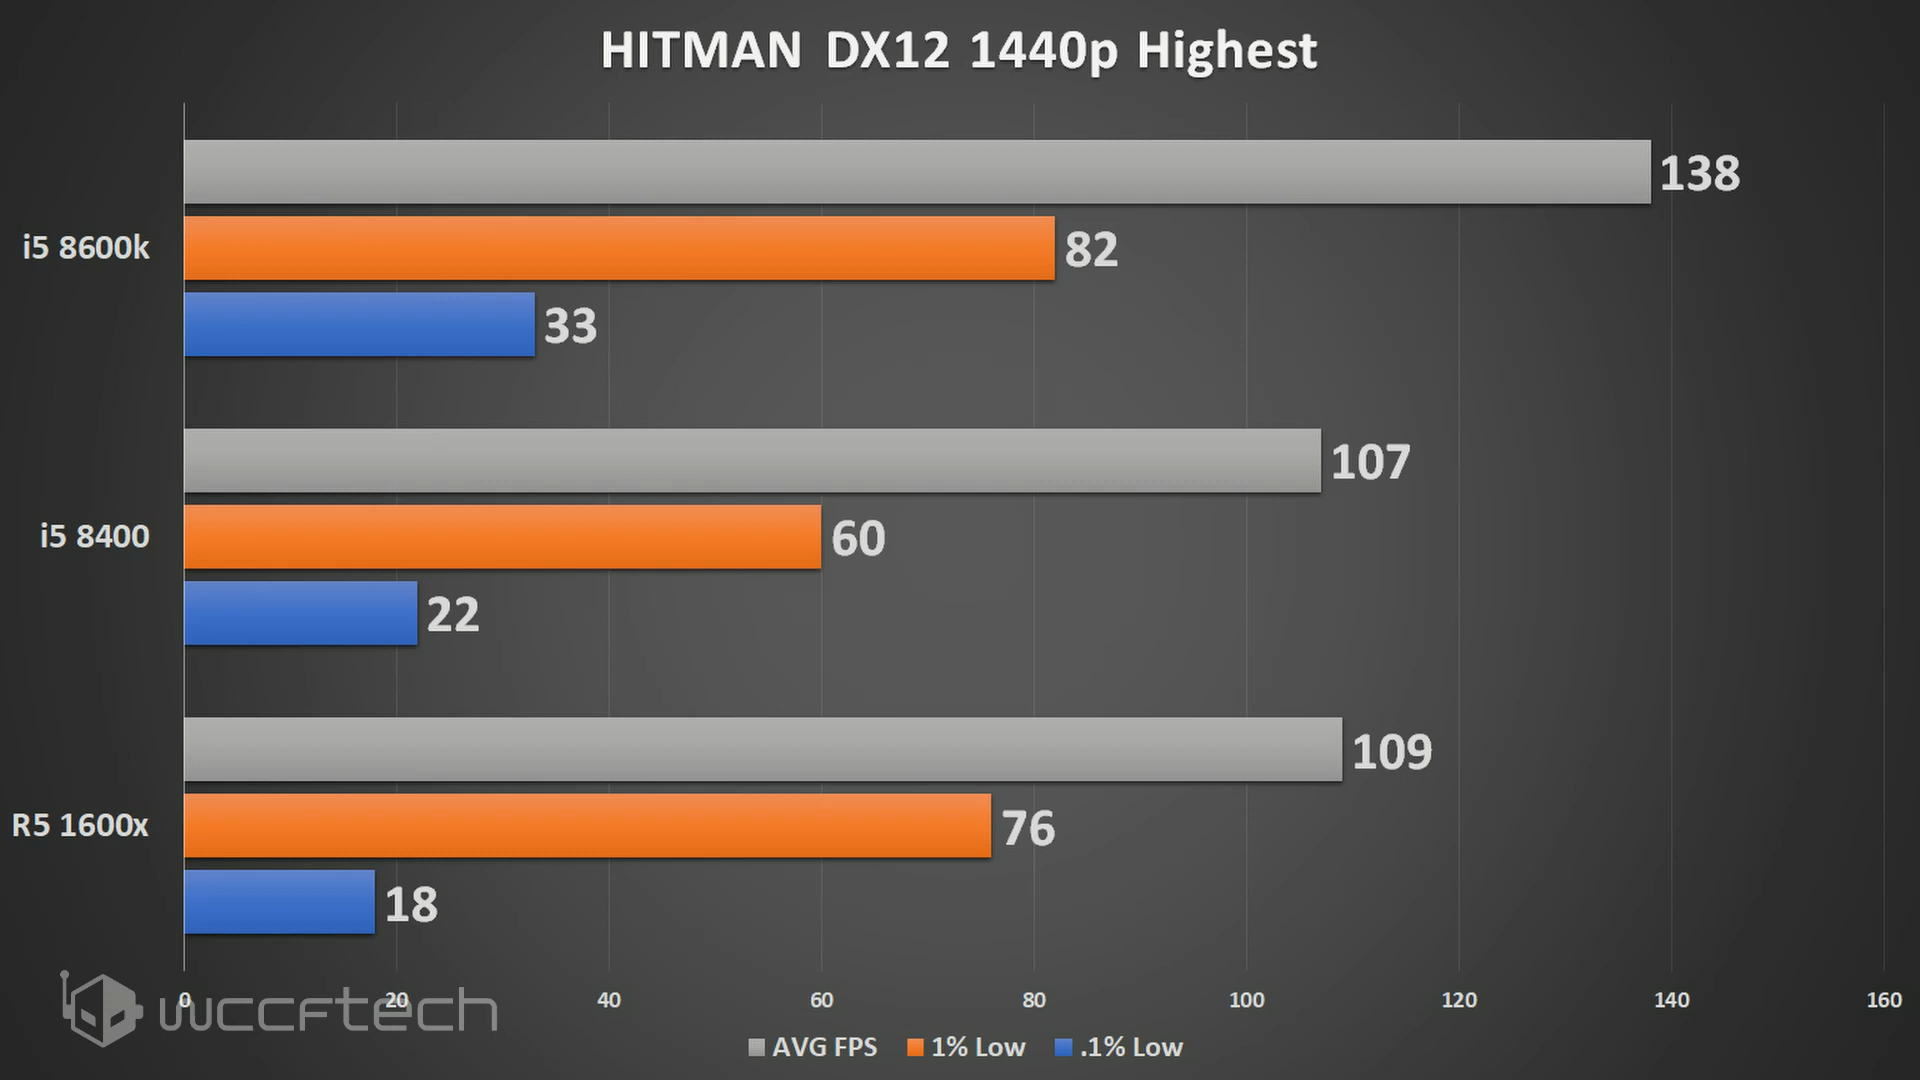 HITMAN DX12 1440p Highest
138
i5 8600k
82
33
107
i5 8400
60
22
109
R5 1600x
76
18
0 20 40 60 80 100 120 140 160
wccftech
AVG FPS 1% Low .1% Low